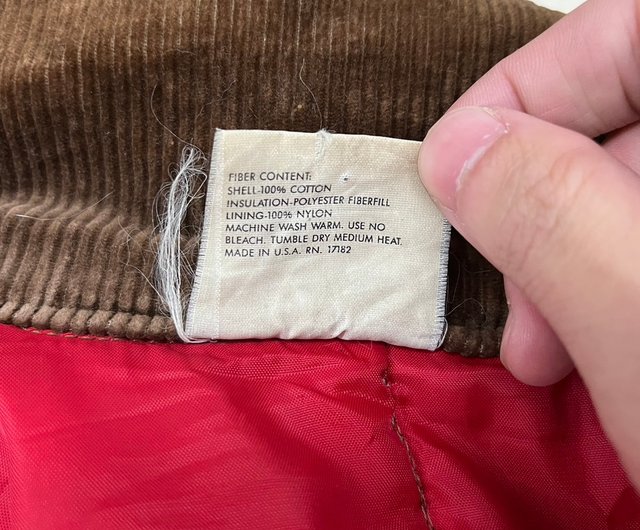 FIBER CONTENT:
SHELL-100% COTTON
INSULATION-POLYESTER FIBERFILL
LINING-100% NYLON
MACHINE WASH WARM. USE NO
BLEACH. TUMBLE DRY MEDIUM HEAT.
MADE IN U.S.A. RN. 17182